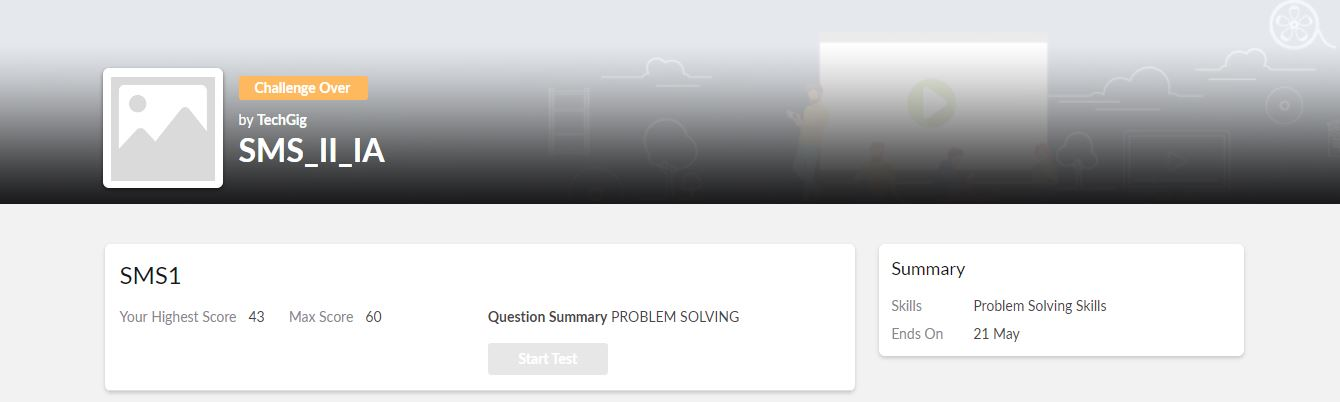 Challenge Over
by TechGig
SMS_II_IA
SMS1
Your Highest Score 43 Max Score 60
Question Summary PROBLEM SOLVING
Start Test
Summary
Skills Problem Solving Skills
Ends On 21 May